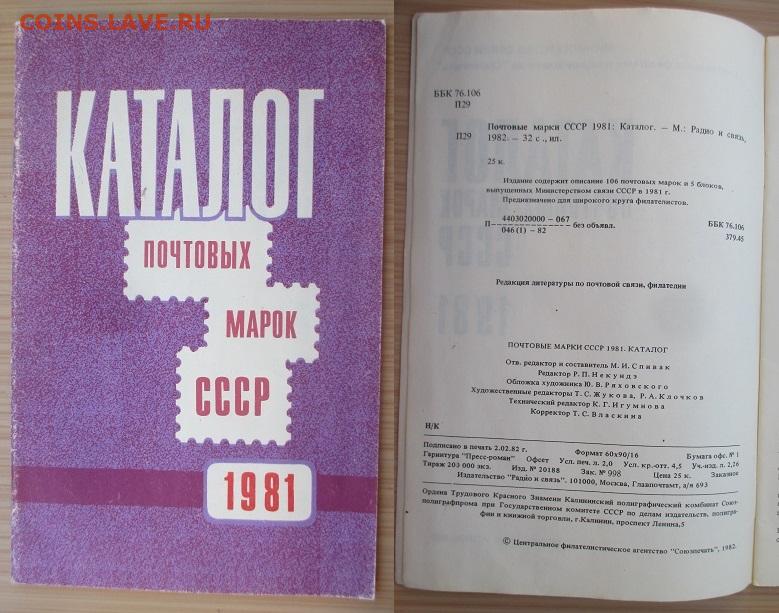 COINS.LAVE.RU
КАТАЛОГ
ПОЧТОВЫХ
МАРОК
СССР
1981
ББК 76.106
П29
П29
Почтовые марки СССР 1981: Каталог. — М.: Радио и связь,
1982. — 32 с., ил.
25 к.
Издание содержит описание 106 почтовых марок и 5 блоков,
выпущенных Министерством связи СССР в 1981 г.
Предназначено для широкого круга филателистов.
4403020000 — 067
П — без объявл.
046(1) — 82
ББК 76.106
379.45
Редакция литературы по почтовой связи, филателии
ПОЧТОВЫЕ МАРКИ СССР 1981. КАТАЛОГ
Отв. редактор и составитель М. И. Спивак
Редактор Р. П. Некундэ
Обложка художника Ю. В. Ряховского
Художественные редакторы Т. С. Жукова, Р. А. Клочков
Технический редактор К. Г. Игумнова
Корректор Т. С. Власкина
Н/К
Подписано в печать 2.02.82 г. Формат 60x90/16 Бумага офс. № 1
Гарнитура "Пресс-роман" Офсет Усл. печ. л. 2,0 Усл. кр.-отт. 4,5 Уч.-изд. л. 2,26
Тираж 203 000 экз. Изд. № 20188 Зак. № 998 Цена 25 к. Заказное
Издательство "Радио и связь". 101000, Москва, Главпочтамт, а/я 693
Ордена Трудового Красного Знамени Калининский полиграфический комбинат Союз-
полиграфпрома при Государственном комитете СССР по делам издательств, полигра-
фии и книжной торговли, г. Калинин, проспект Ленина, 5
© Центральное филателистическое агентство "Союзпечать", 1982.